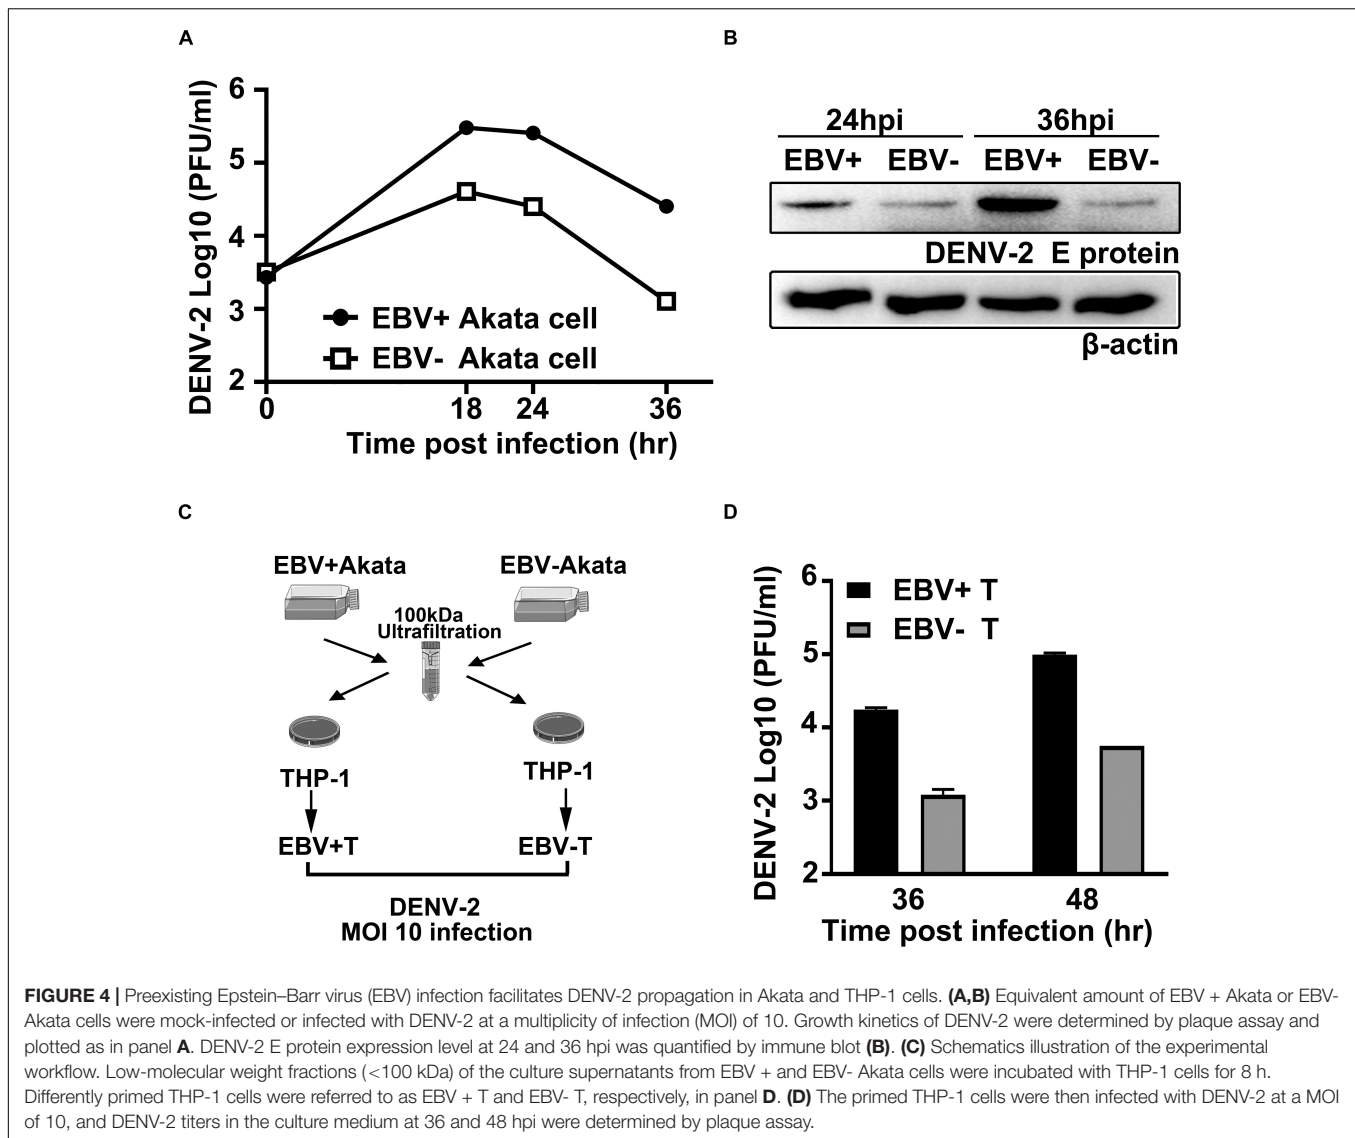 A
DENV-2 Log10 (PFU/ml)
6
5
4
3
2
EBV+ Akata cell
EBV- Akata cell
0 18 24 36
Time post infection (hr)
B
24hpi 36hpi
EBV+ EBV- EBV+ EBV-
DENV-2 E protein
β-actin
C
EBV+Akata EBV-Akata
100kDa
Ultrafiltration
THP-1 THP-1
EBV+T EBV-T
DENV-2
MOI 10 infection
D
DENV-2 Log10 (PFU/ml)
6
5
4
3
2
EBV+ T
EBV- T
36 48
Time post infection (hr)
FIGURE 4 | Preexisting Epstein–Barr virus (EBV) infection facilitates DENV-2 propagation in Akata and THP-1 cells. (A,B) Equivalent amount of EBV + Akata or EBV-
Akata cells were mock-infected or infected with DENV-2 at a multiplicity of infection (MOI) of 10. Growth kinetics of DENV-2 were determined by plaque assay and
plotted as in panel A. DENV-2 E protein expression level at 24 and 36 hpi was quantified by immune blot (B). (C) Schematics illustration of the experimental
workflow. Low-molecular weight fractions (<100 kDa) of the culture supernatants from EBV + and EBV- Akata cells were incubated with THP-1 cells for 8 h.
Differently primed THP-1 cells were referred to as EBV + T and EBV- T, respectively, in panel D. (D) The primed THP-1 cells were then infected with DENV-2 at a MOI
of 10, and DENV-2 titers in the culture medium at 36 and 48 hpi were determined by plaque assay.